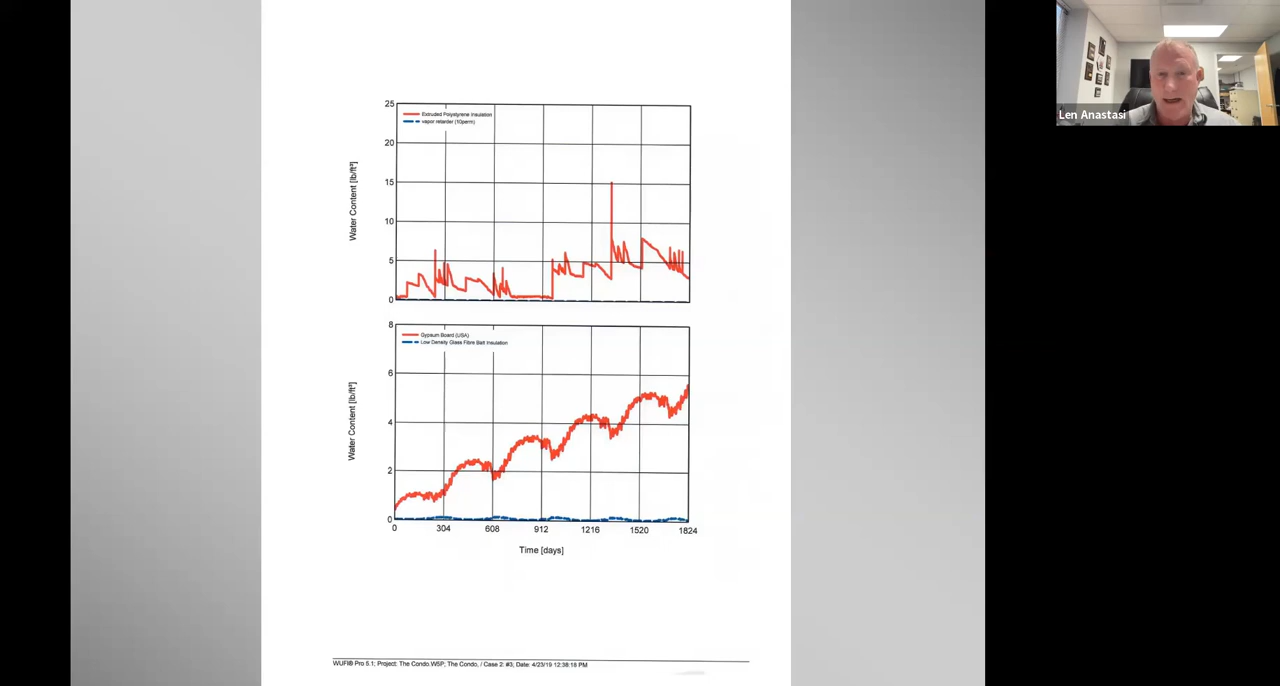 Len Anastasi
25
20
15
10
5
0
Water Content [lb/ft³]
Extruded Polystyrene Insulation
vapor retarder (10perm)
8
6
4
2
0
Water Content [lb/ft³]
Gypsum Board (USA)
Low Density Glass Fibre Batt Insulation
0 304 608 912 1216 1520 1824
Time [days]
WUFI® Pro 5.1; Project: The Condo.W5P; The Condo, / Case 2: #3; Date: 4/23/19 12:38:18 PM